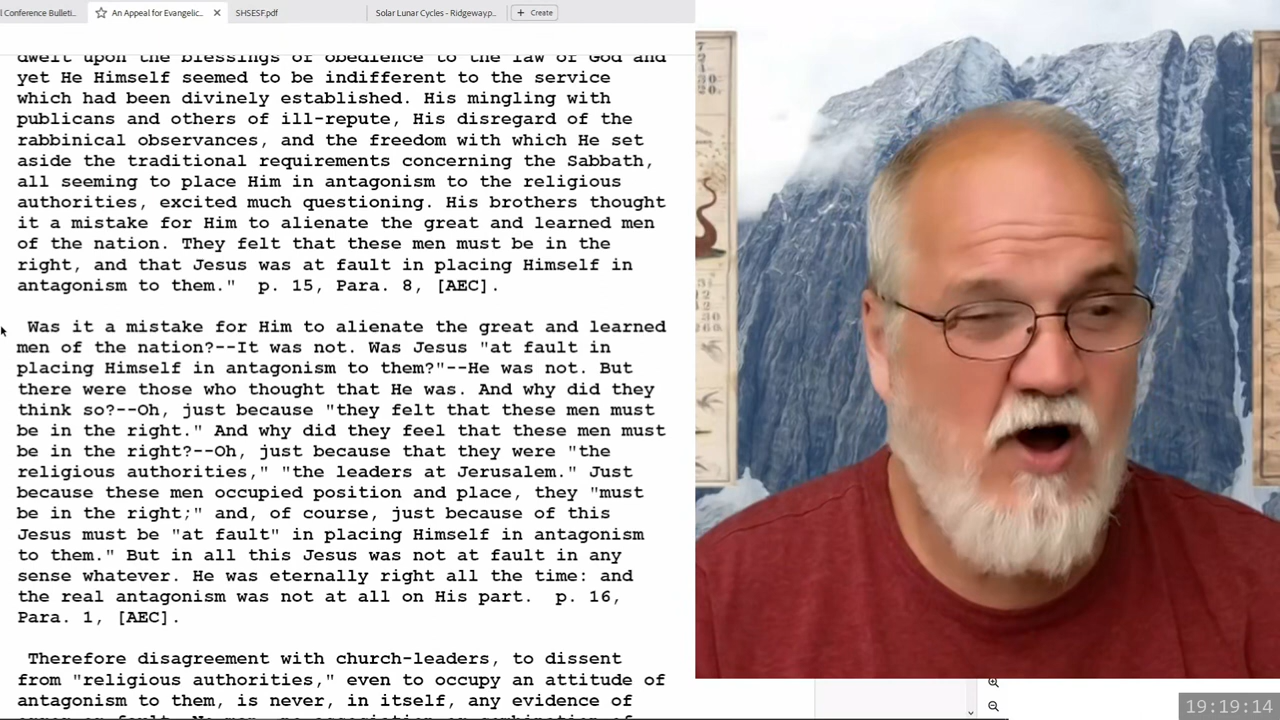 l Conference Bulleti..
An Appeal for Evangelic..
SHSESF.pdf
Solar Lunar Cycles - Ridgeway.p..
+ Create
dwelt upon the blessings of obedience to the law of God and
yet He Himself seemed to be indifferent to the service
which had been divinely established. His mingling with
publicans and others of ill-repute, His disregard of the
rabbinical observances, and the freedom with which He set
aside the traditional requirements concerning the Sabbath,
all seeming to place Him in antagonism to the religious
authorities, excited much questioning. His brothers thought
it a mistake for Him to alienate the great and learned men
of the nation. They felt that these men must be in the
right, and that Jesus was at fault in placing Himself in
antagonism to them." p. 15, Para. 8, [AEC].
Was it a mistake for Him to alienate the great and learned
men of the nation?--It was not. Was Jesus "at fault in
placing Himself in antagonism to them?"--He was not. But
there were those who thought that He was. And why did they
think so?--Oh, just because "they felt that these men must
be in the right." And why did they feel that these men must
be in the right?--Oh, just because that they were "the
religious authorities," "the leaders at Jerusalem." Just
because these men occupied position and place, they "must
be in the right;" and, of course, just because of this
Jesus must be "at fault" in placing Himself in antagonism
to them." But in all this Jesus was not at fault in any
sense whatever. He was eternally right all the time: and
the real antagonism was not at all on His part. p. 16,
Para. 1, [AEC].
Therefore disagreement with church-leaders, to dissent
from "religious authorities," even to occupy an attitude of
antagonism to them, is never, in itself, any evidence of
19:19:14